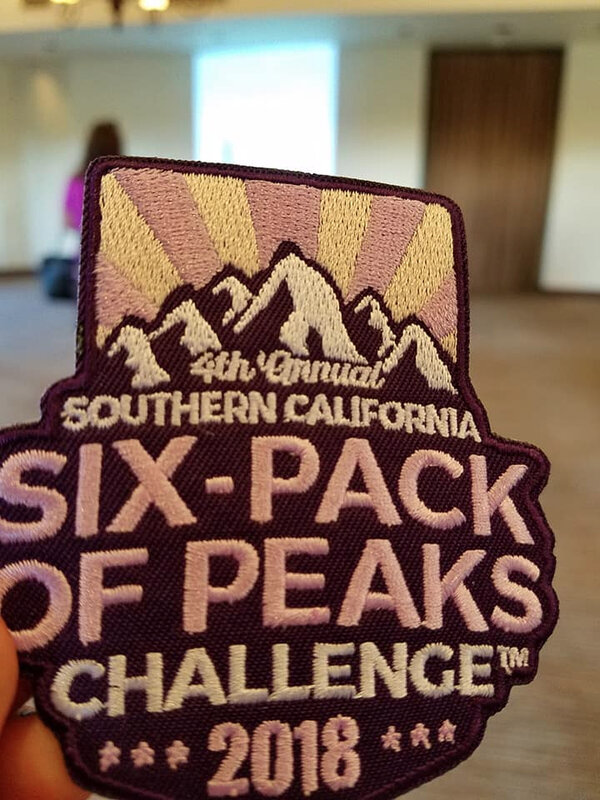 4th Annual
SOUTHERN CALIFORNIA
SIX-PACK
OF PEAKS
CHALLENGE™
2018